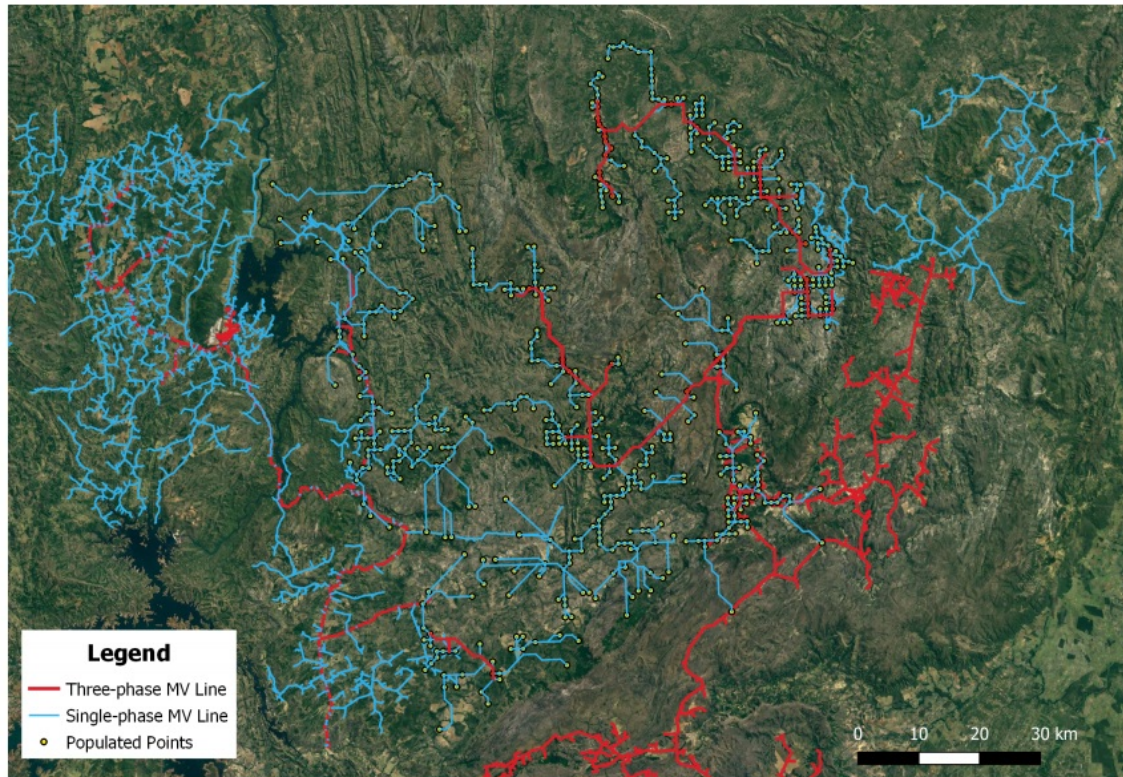 Legend
Three-phase MV Line
Single-phase MV Line
Populated Points
0 10 20 30 km